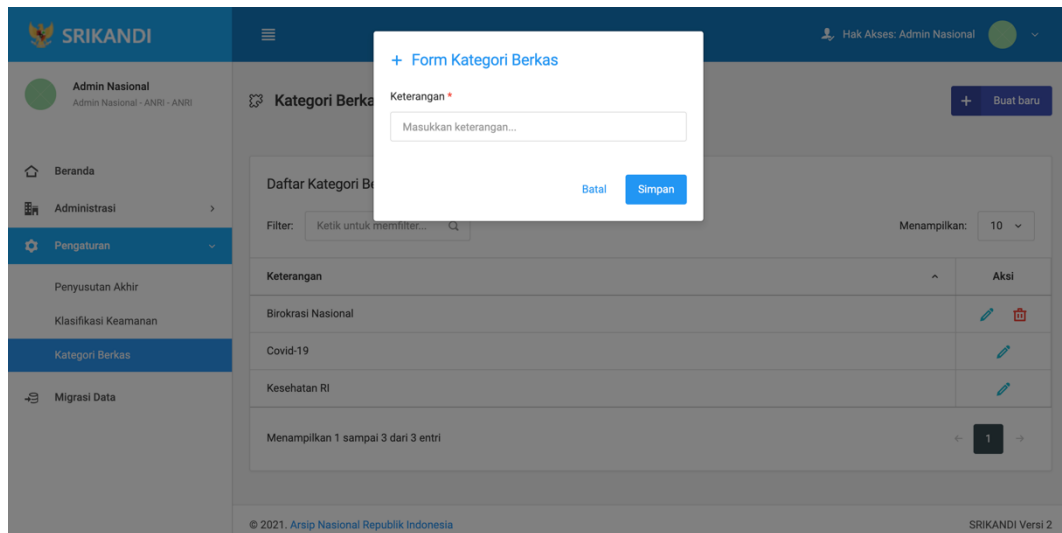 SRIKANDI
Hak Akses: Admin Nasional
Admin Nasional
Admin Nasional - ANRI - ANRI
Beranda
Administrasi
Pengaturan
Penyusutan Akhir
Klasifikasi Keamanan
Kategori Berkas
Migrasi Data
Kategori Berka
+ Buat baru
+ Form Kategori Berkas
Keterangan *
Masukkan keterangan...
Batal
Simpan
Daftar Kategori Be
Filter: Ketik untuk memfilter...
Menampilkan: 10
Keterangan Aksi
Birokrasi Nasional
Covid-19
Kesehatan RI
Menampilkan 1 sampai 3 dari 3 entri
← 1 →
© 2021. Arsip Nasional Republik Indonesia
SRIKANDI Versi 2